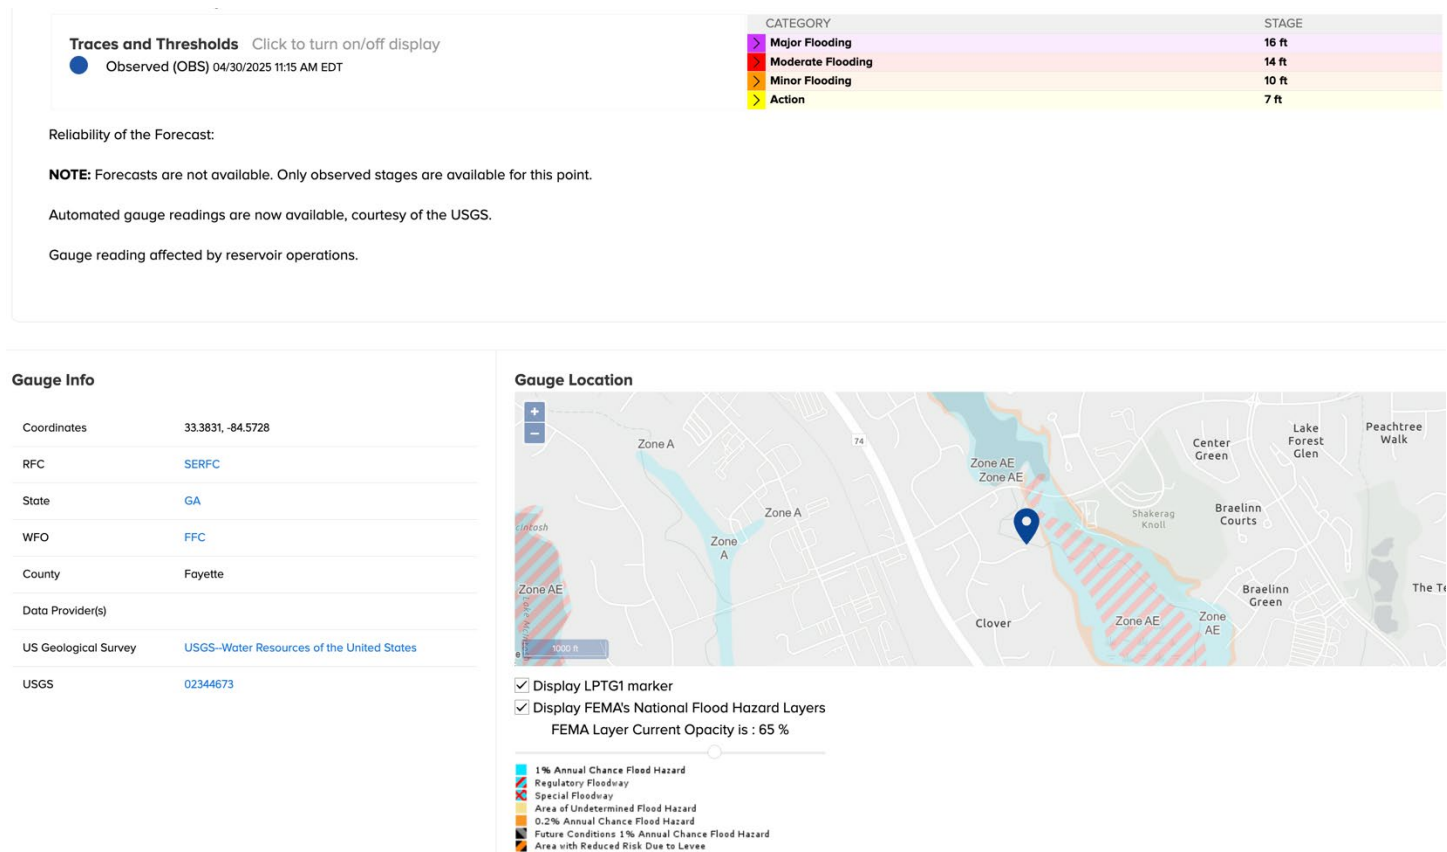 CATEGORY STAGE
Traces and Thresholds Click to turn on/off display
Observed (OBS) 04/30/2025 11:15 AM EDT
> Major Flooding 16 ft
> Moderate Flooding 14 ft
> Minor Flooding 10 ft
> Action 7 ft
Reliability of the Forecast:
NOTE: Forecasts are not available. Only observed stages are available for this point.
Automated gauge readings are now available, courtesy of the USGS.
Gauge reading affected by reservoir operations.
Gauge Info
Coordinates 33.3831, -84.5728
RFC SERFC
State GA
WFO FFC
County Fayette
Data Provider(s)
US Geological Survey USGS--Water Resources of the United States
USGS 02344673
Gauge Location
+
−
Zone A
74
Zone AE
Zone AE
Center
Green
Lake
Forest
Glen
Peachtree
Walk
Zone A
Zone
A
Shakerag
Knoll
Braelinn
Courts
Zone AE
Clover
Zone AE
Zone
AE
Braelinn
Green
The Te
1000 ft
Display LPTG1 marker
Display FEMA's National Flood Hazard Layers
FEMA Layer Current Opacity is : 65 %
1% Annual Chance Flood Hazard
Regulatory Floodway
Special Floodway
Area of Undetermined Flood Hazard
0.2% Annual Chance Flood Hazard
Future Conditions 1% Annual Chance Flood Hazard
Area with Reduced Risk Due to Levee